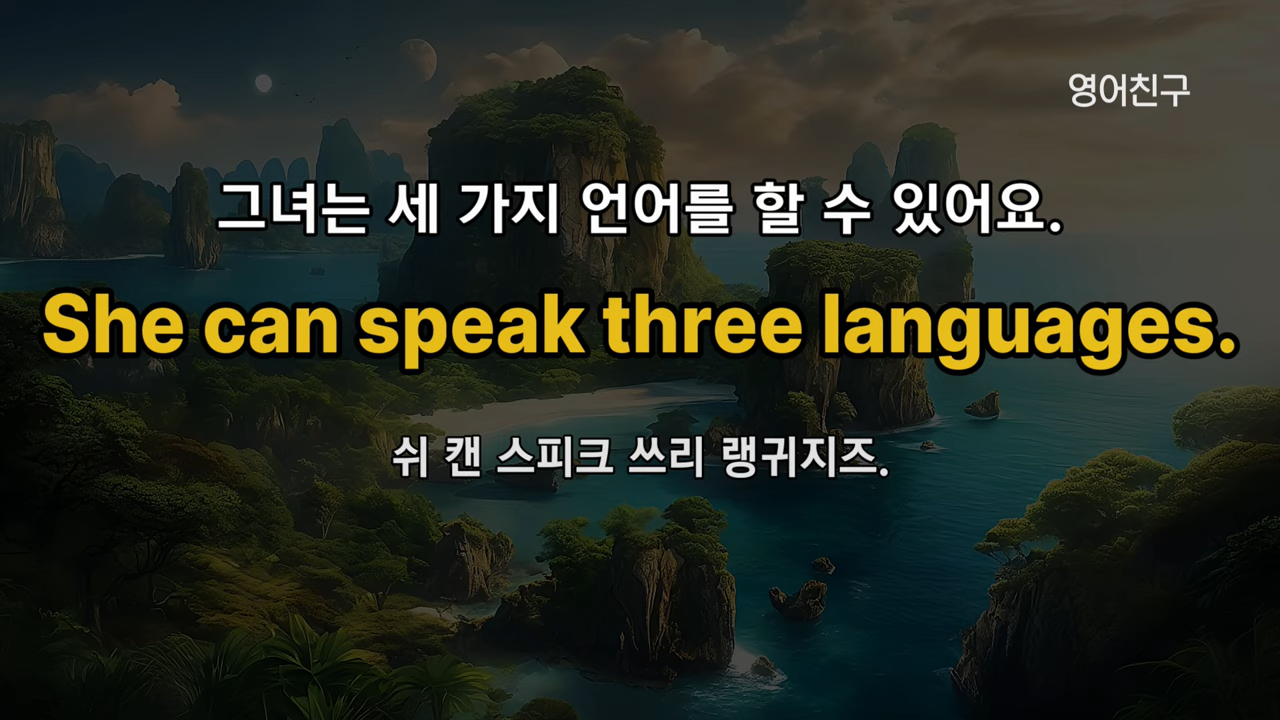 영어친구
그녀는 세 가지 언어를 할 수 있어요.
She can speak three languages.
쉬 캔 스피크 쓰리 랭귀지즈.